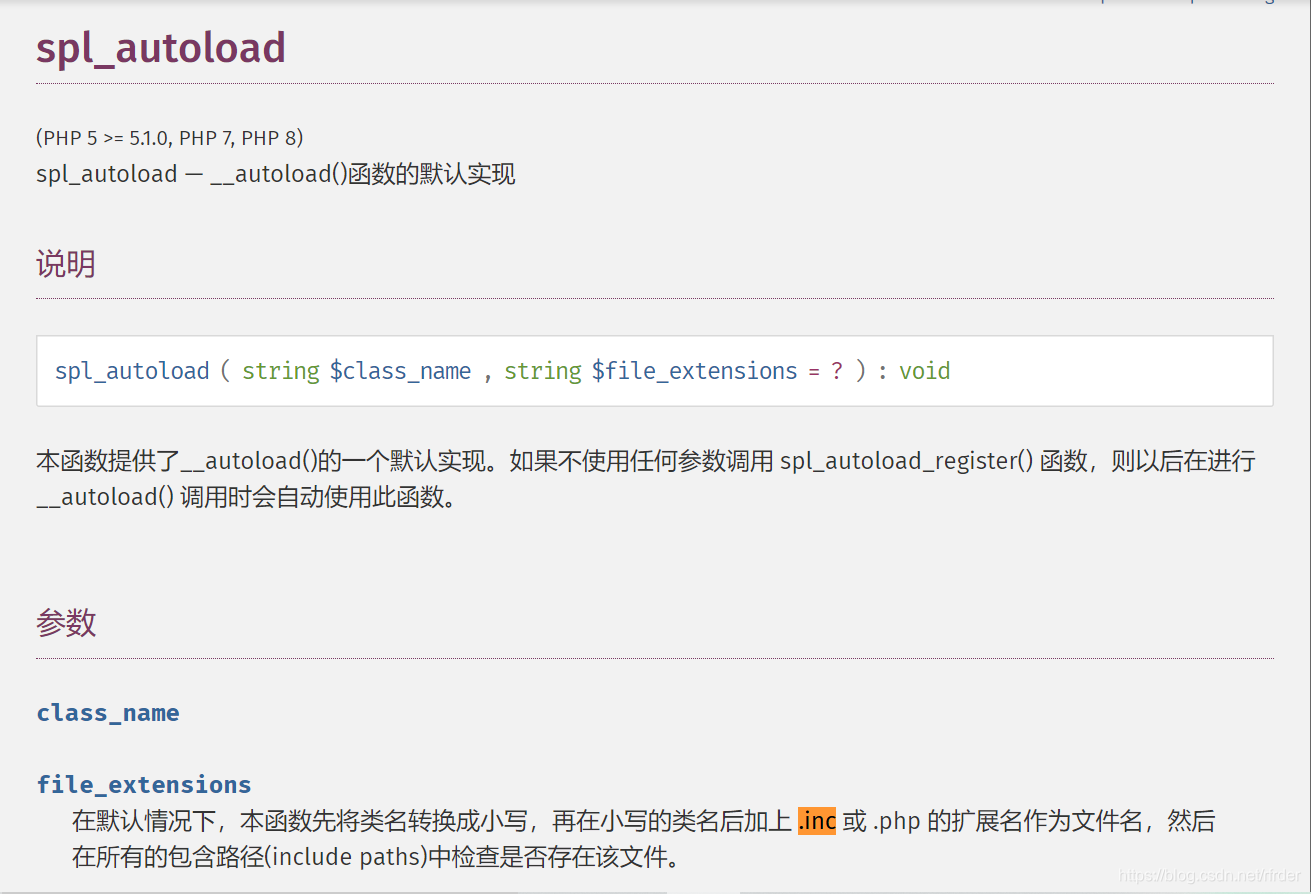 spl_autoload
(PHP 5 >= 5.1.0, PHP 7, PHP 8)
spl_autoload — __autoload()函数的默认实现
说明
spl_autoload ( string $class_name , string $file_extensions = ? ) : void
本函数提供了__autoload()的一个默认实现。如果不使用任何参数调用 spl_autoload_register() 函数，则以后在进行
__autoload() 调用时会自动使用此函数。
参数
class_name
file_extensions
在默认情况下，本函数先将类名转换成小写，再在小写的类名后加上 .inc 或 .php 的扩展名作为文件名，然后
在所有的包含路径(include paths)中检查是否存在该文件。
https://blog.csdn.net/rfrder